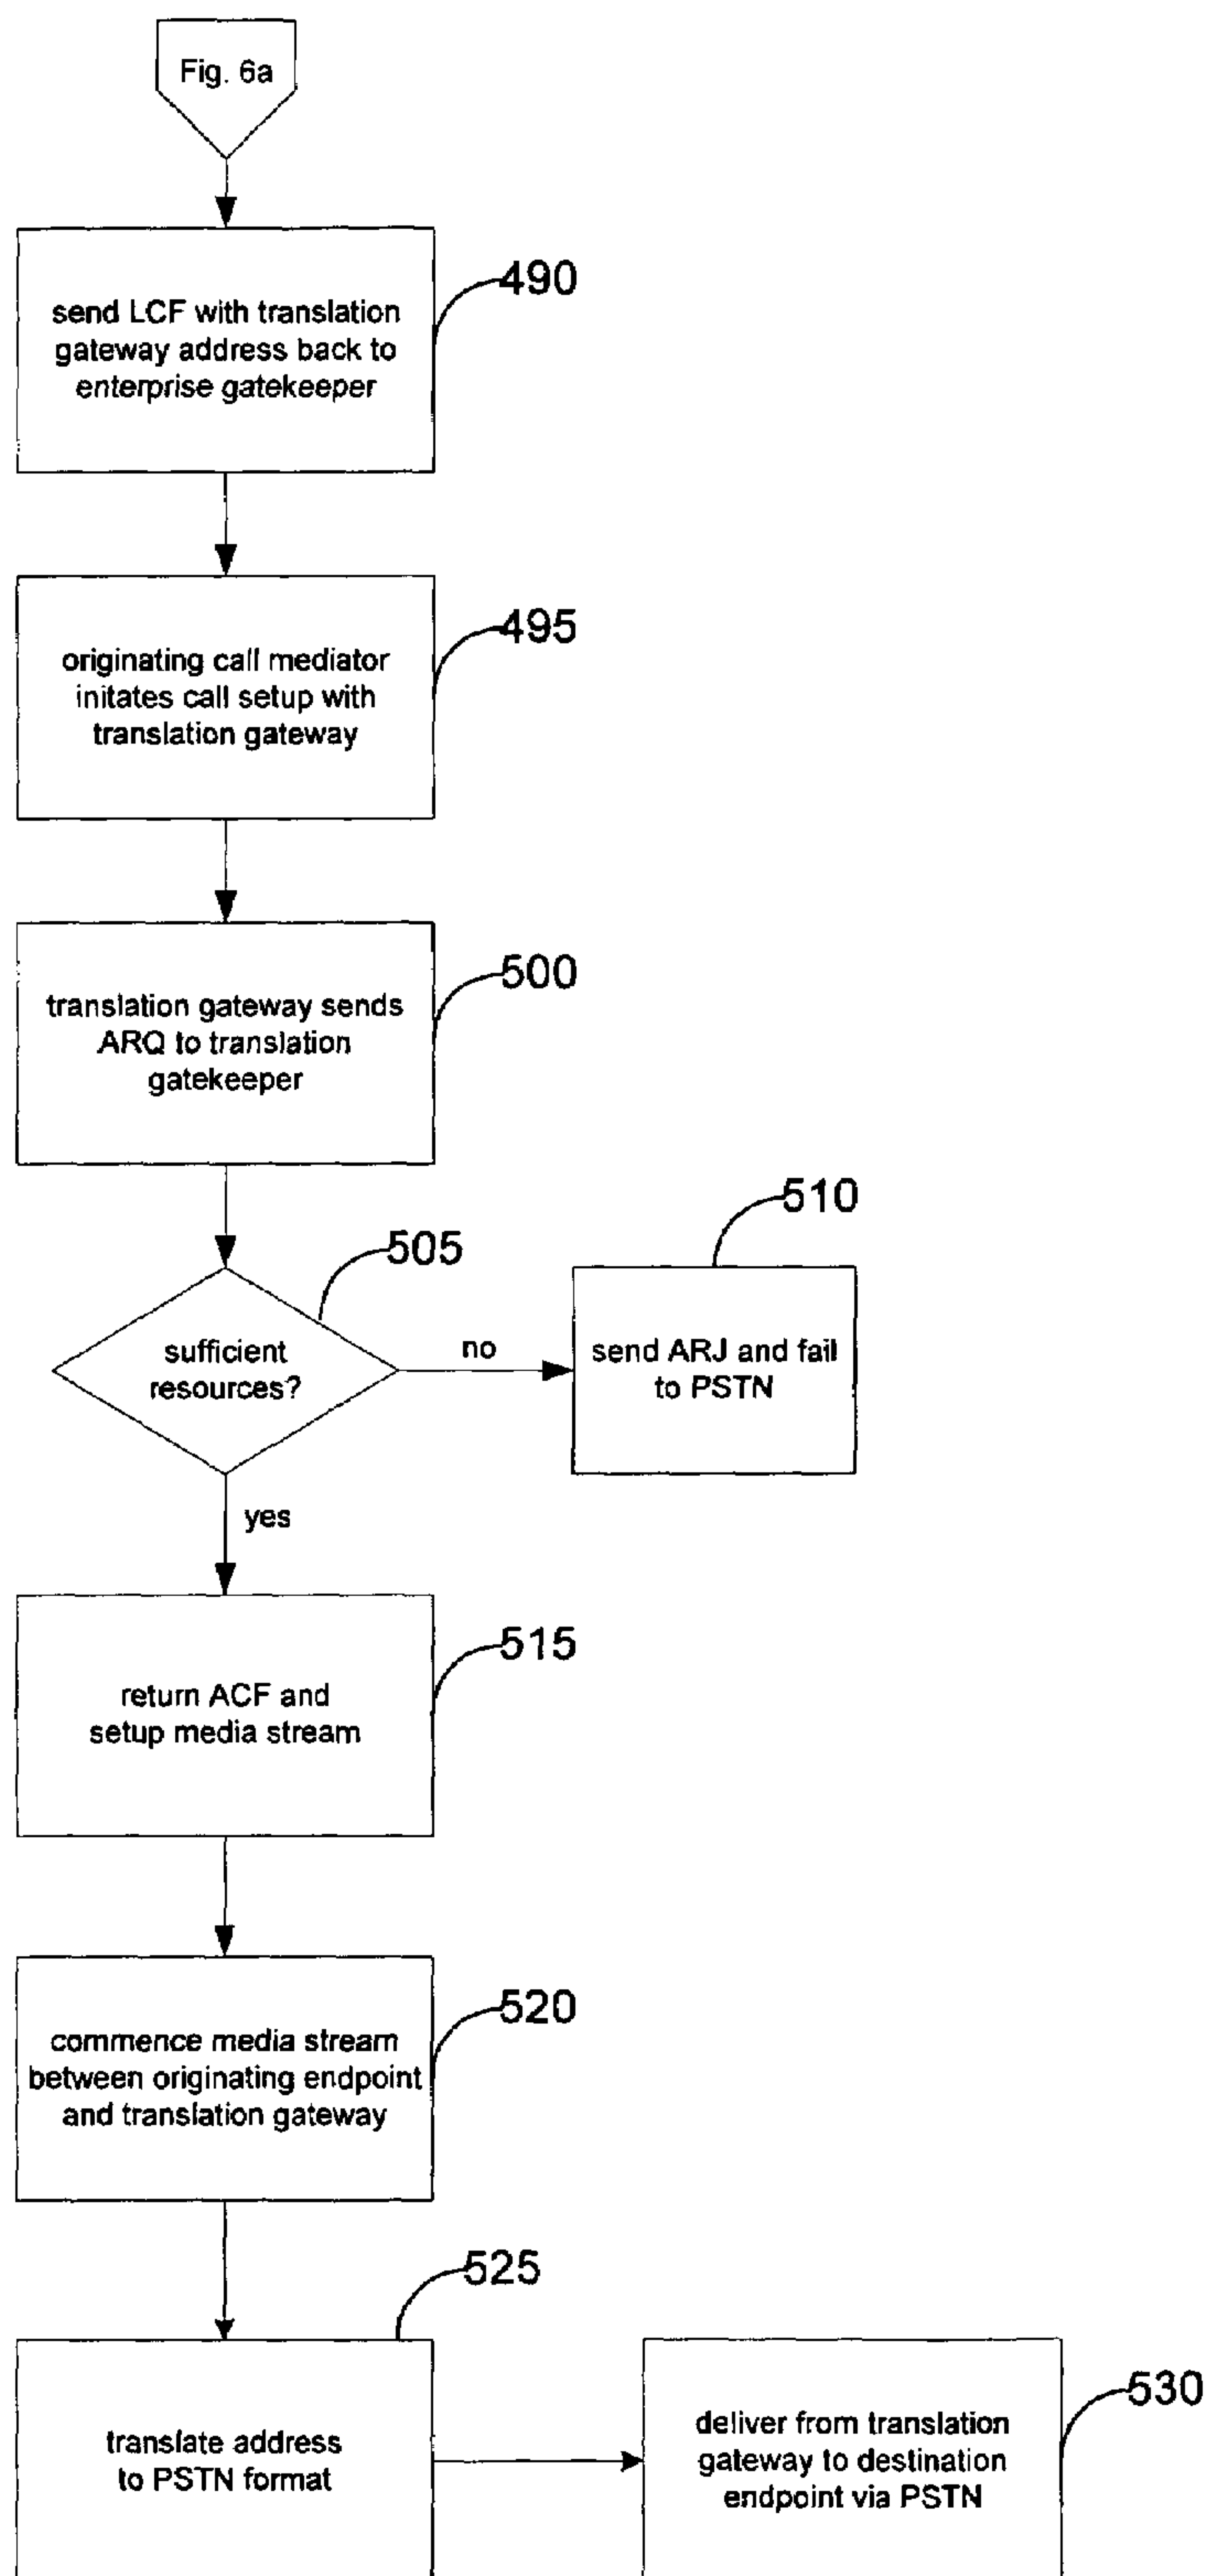 Fig. 6a
490
send LCF with translation
gateway address back to
enterprise gatekeeper
495
originating call mediator
initates call setup with
translation gateway
500
translation gateway sends
ARQ to translation
gatekeeper
505
sufficient
resources?
no
510
send ARJ and fail
to PSTN
yes
515
return ACF and
setup media stream
520
commence media stream
between originating endpoint
and translation gateway
525
translate address
to PSTN format
530
deliver from translation
gateway to destination
endpoint via PSTN